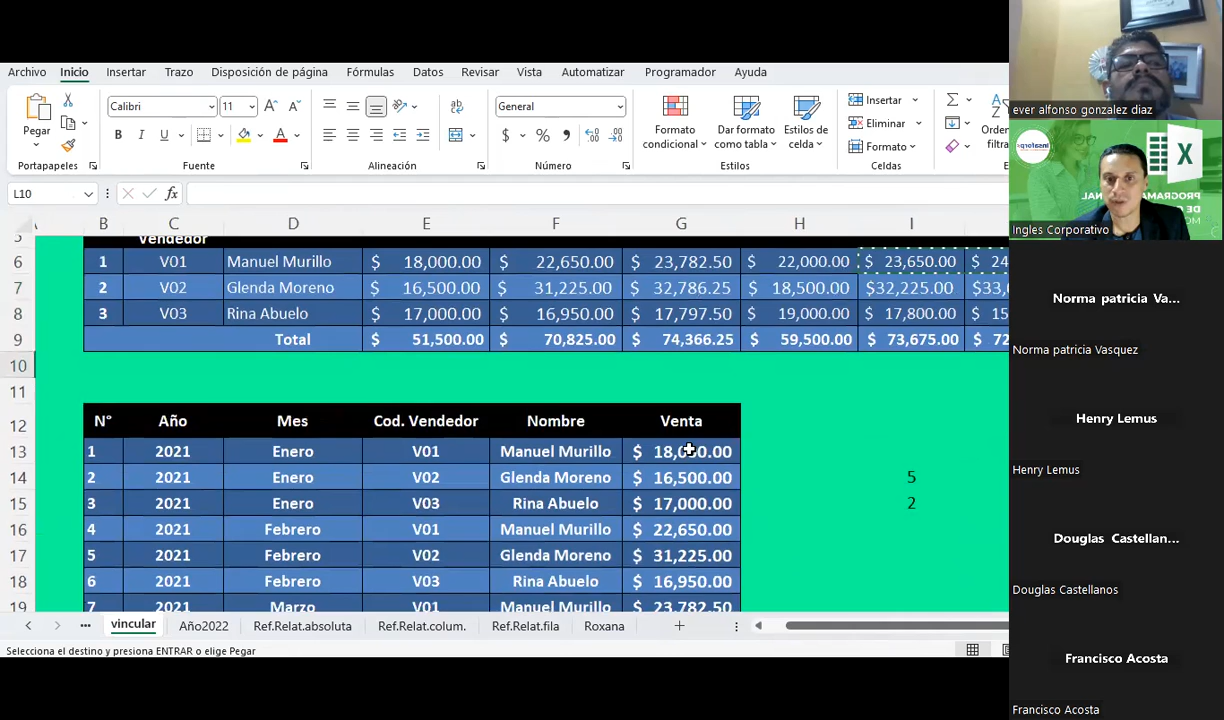 Archivo Inicio Insertar Trazo Disposición de página Fórmulas Datos Revisar Vista Automatizar Programador Ayuda
Pegar
Calibri 11
N K S
General
$ % 
Formato condicional
Dar formato como tabla
Estilos de celda
Insertar
Eliminar
Formato
Portapapeles Fuente Alineación Número Estilos Celdas
L10 fx
B C D E F G H I
Vendedor
6 1 V01 Manuel Murillo $ 18,000.00 $ 22,650.00 $ 23,782.50 $ 22,000.00 $ 23,650.00 $ 24
7 2 V02 Glenda Moreno $ 16,500.00 $ 31,225.00 $ 32,786.25 $ 18,500.00 $32,225.00 $33,0
8 3 V03 Rina Abuelo $ 17,000.00 $ 16,950.00 $ 17,797.50 $ 19,000.00 $ 17,800.00 $ 15
9 Total $ 51,500.00 $ 70,825.00 $ 74,366.25 $ 59,500.00 $ 73,675.00 $ 72
10
11
12 N° Año Mes Cod. Vendedor Nombre Venta
13 1 2021 Enero V01 Manuel Murillo $ 18,000.00
14 2 2021 Enero V02 Glenda Moreno $ 16,500.00 5
15 3 2021 Enero V03 Rina Abuelo $ 17,000.00 2
16 4 2021 Febrero V01 Manuel Murillo $ 22,650.00
17 5 2021 Febrero V02 Glenda Moreno $ 31,225.00
18 6 2021 Febrero V03 Rina Abuelo $ 16,950.00
19 7 2021 Marzo V01 Manuel Murillo $ 23,782.50
... vincular Año2022 Ref.Relat.absoluta Ref.Relat.colum. Ref.Relat.fila Roxana
Selecciona el destino y presiona ENTRAR o elige Pegar
ever alfonso gonzalez diaz
X
Ingles Corporativo
Norma patricia Va...
Norma patricia Vasquez
Henry Lemus
Henry Lemus
Douglas Castellan...
Douglas Castellanos
Francisco Acosta
Francisco Acosta